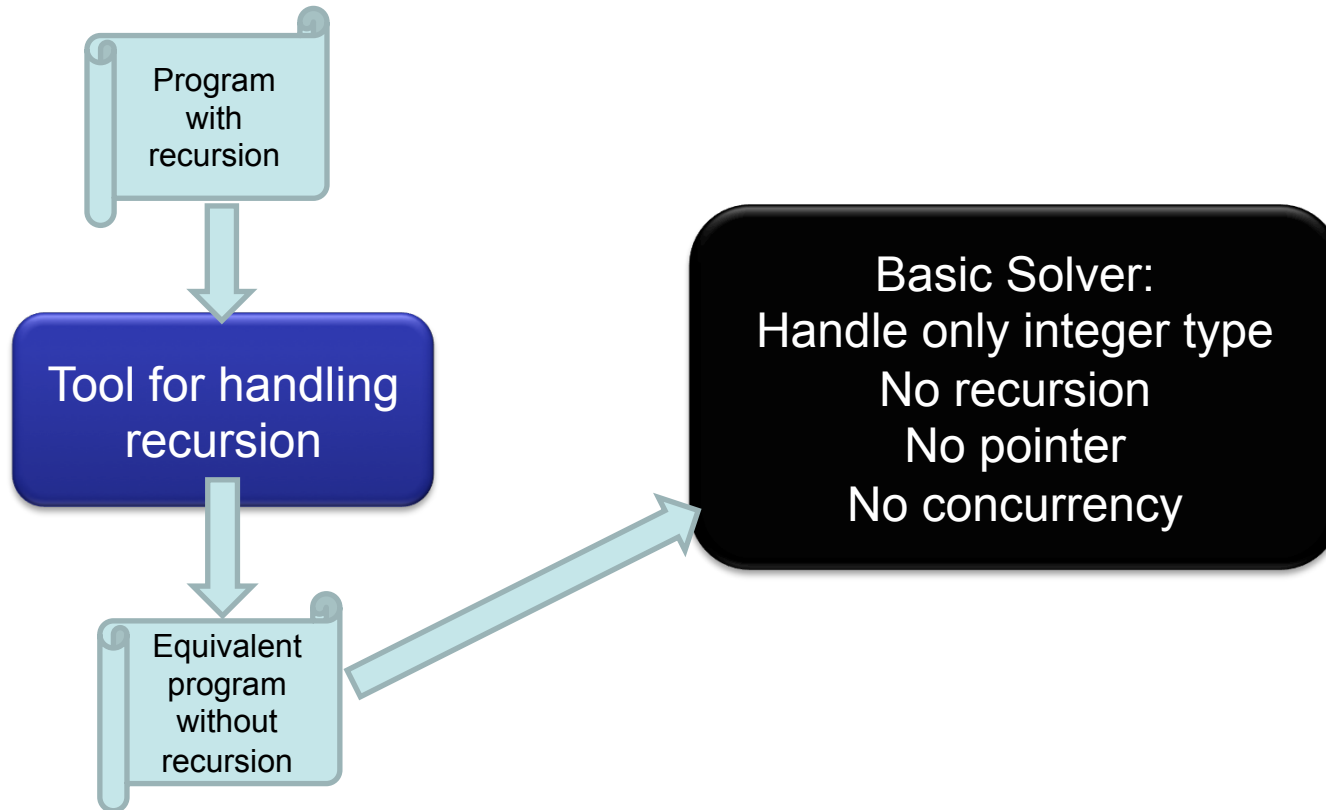 Program
with
recursion
Tool for handling
recursion
Equivalent
program
without
recursion
Basic Solver:
Handle only integer type
No recursion
No pointer
No concurrency